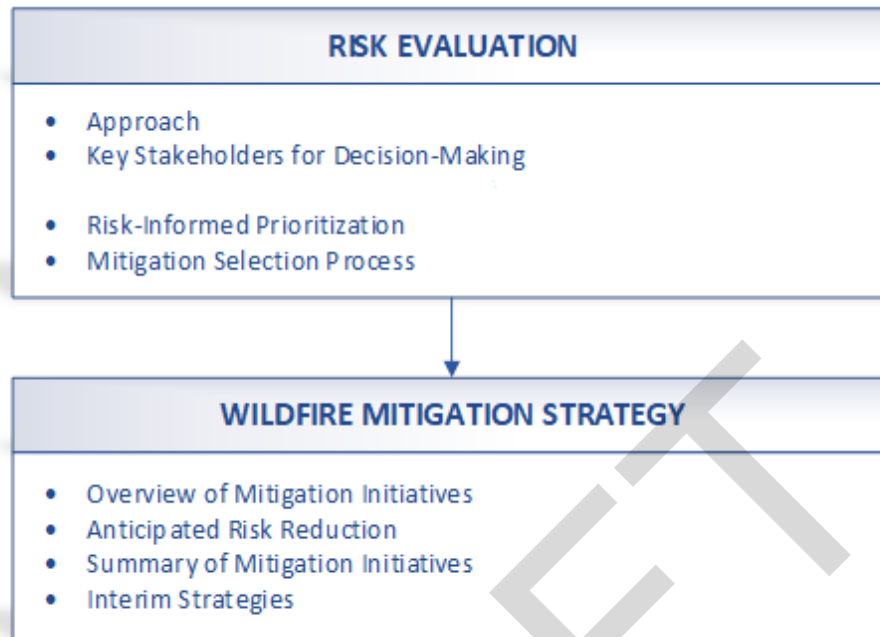 RISK EVALUATION
• Approach
• Key Stakeholders for Decision-Making
• Risk-Informed Prioritization
• Mitigation Selection Process
WILDFIRE MITIGATION STRATEGY
• Overview of Mitigation Initiatives
• Anticipated Risk Reduction
• Summary of Mitigation Initiatives
• Interim Strategies
FT